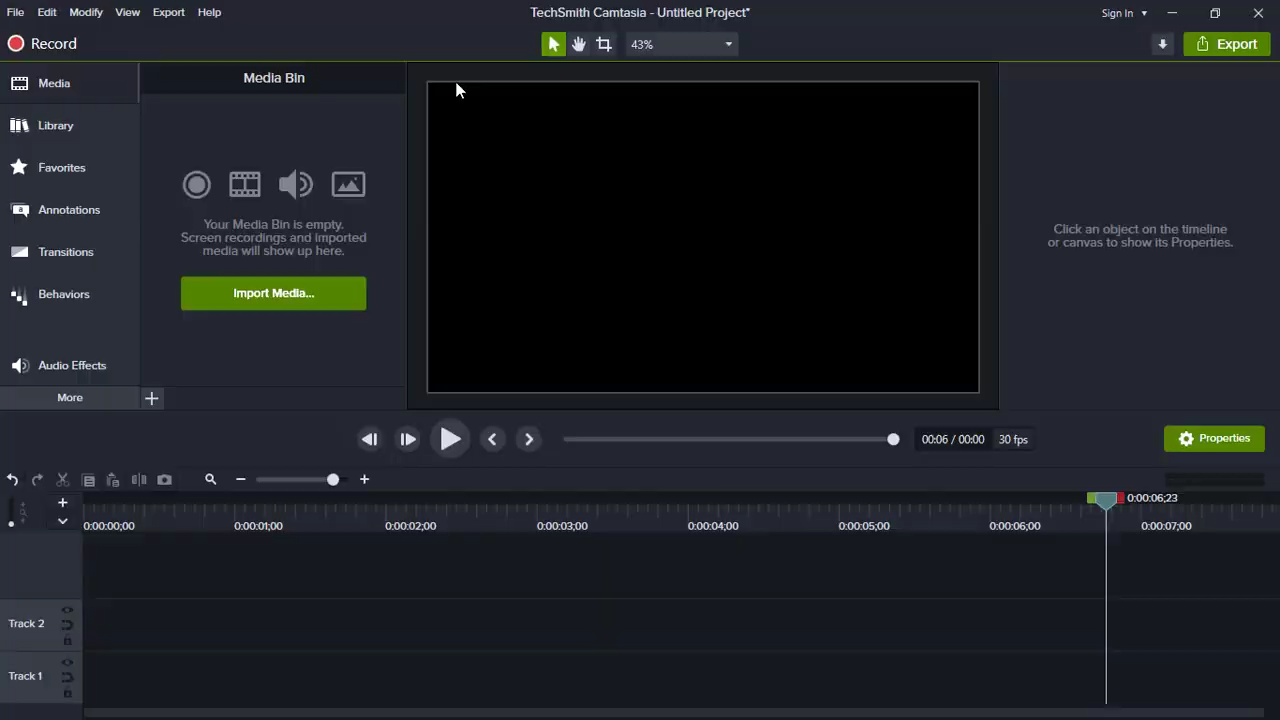 File Edit Modify View Export Help
TechSmith Camtasia - Untitled Project*
Sign In
Record
43%
Export
Media
Library
Favorites
Annotations
Transitions
Behaviors
Audio Effects
More
Media Bin
Your Media Bin is empty.
Screen recordings and imported
media will show up here.
Import Media...
Click an object on the timeline
or canvas to show its Properties.
00:06 / 00:00 30 fps
Properties
0:00:06;23
0:00:00;00 0:00:01;00 0:00:02;00 0:00:03;00 0:00:04;00 0:00:05;00 0:00:06;00 0:00:07;00
Track 2
Track 1